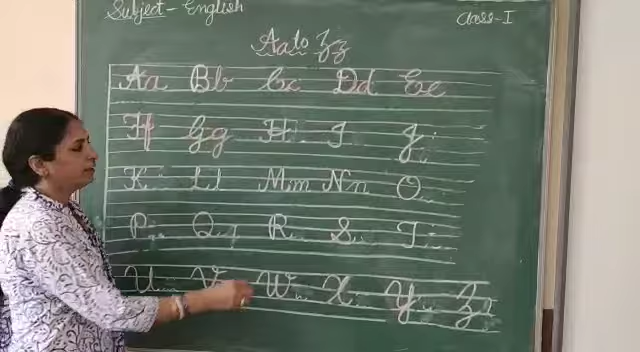 Subject - English
Class - I
Aa to Zz
Aa Bb Cc Dd Ee
Ff Gg H I J
K Ll Mm Nn O
P Q R S T
U V W X Y Z